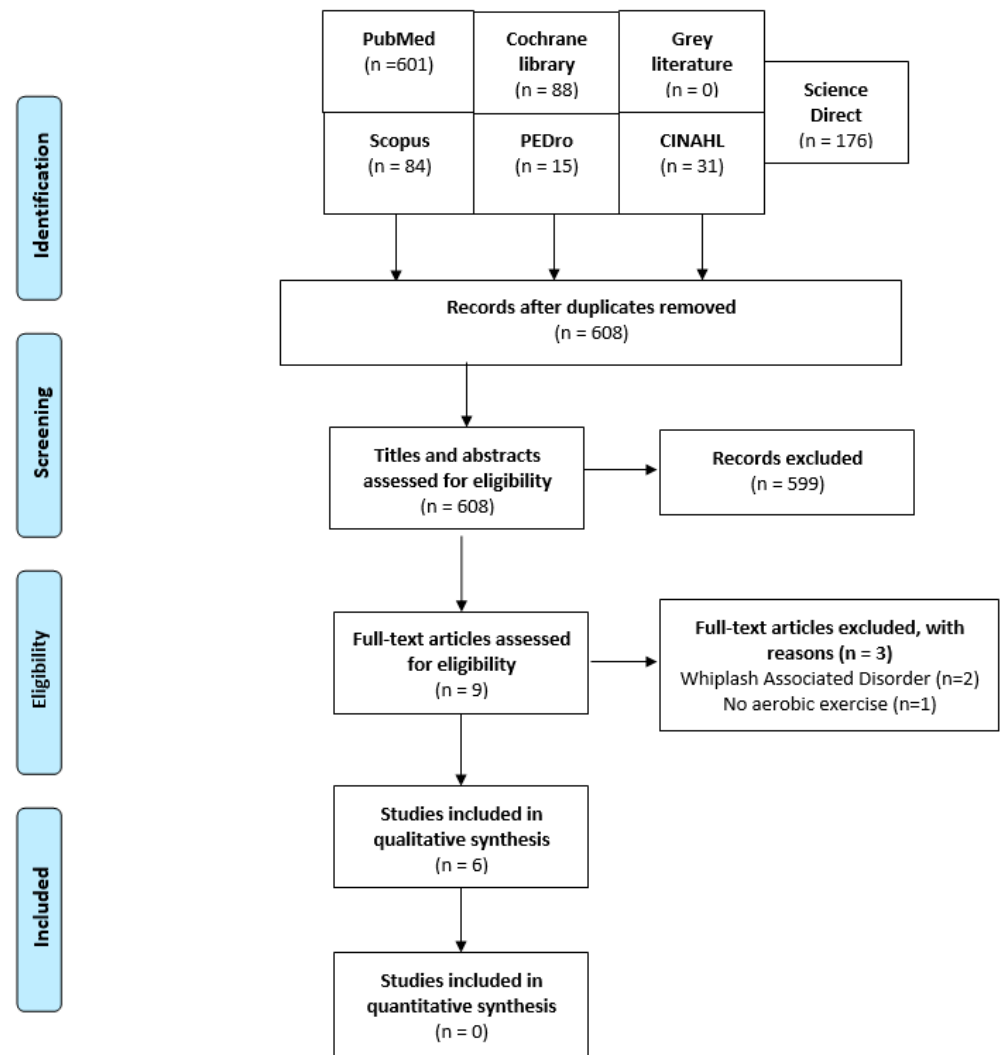 PubMed
(n =601)
Cochrane
library
(n = 88)
Grey
literature
(n = 0)
Science
Direct
(n = 176)
Scopus
(n = 84)
PEDro
(n = 15)
CINAHL
(n = 31)
Identification
Records after duplicates removed
(n = 608)
Screening
Titles and abstracts
assessed for eligibility
(n = 608)
Records excluded
(n = 599)
Eligibility
Full-text articles assessed
for eligibility
(n = 9)
Full-text articles excluded, with
reasons (n = 3)
Whiplash Associated Disorder (n=2)
No aerobic exercise (n=1)
Included
Studies included in
qualitative synthesis
(n = 6)
Studies included in
quantitative synthesis
(n = 0)